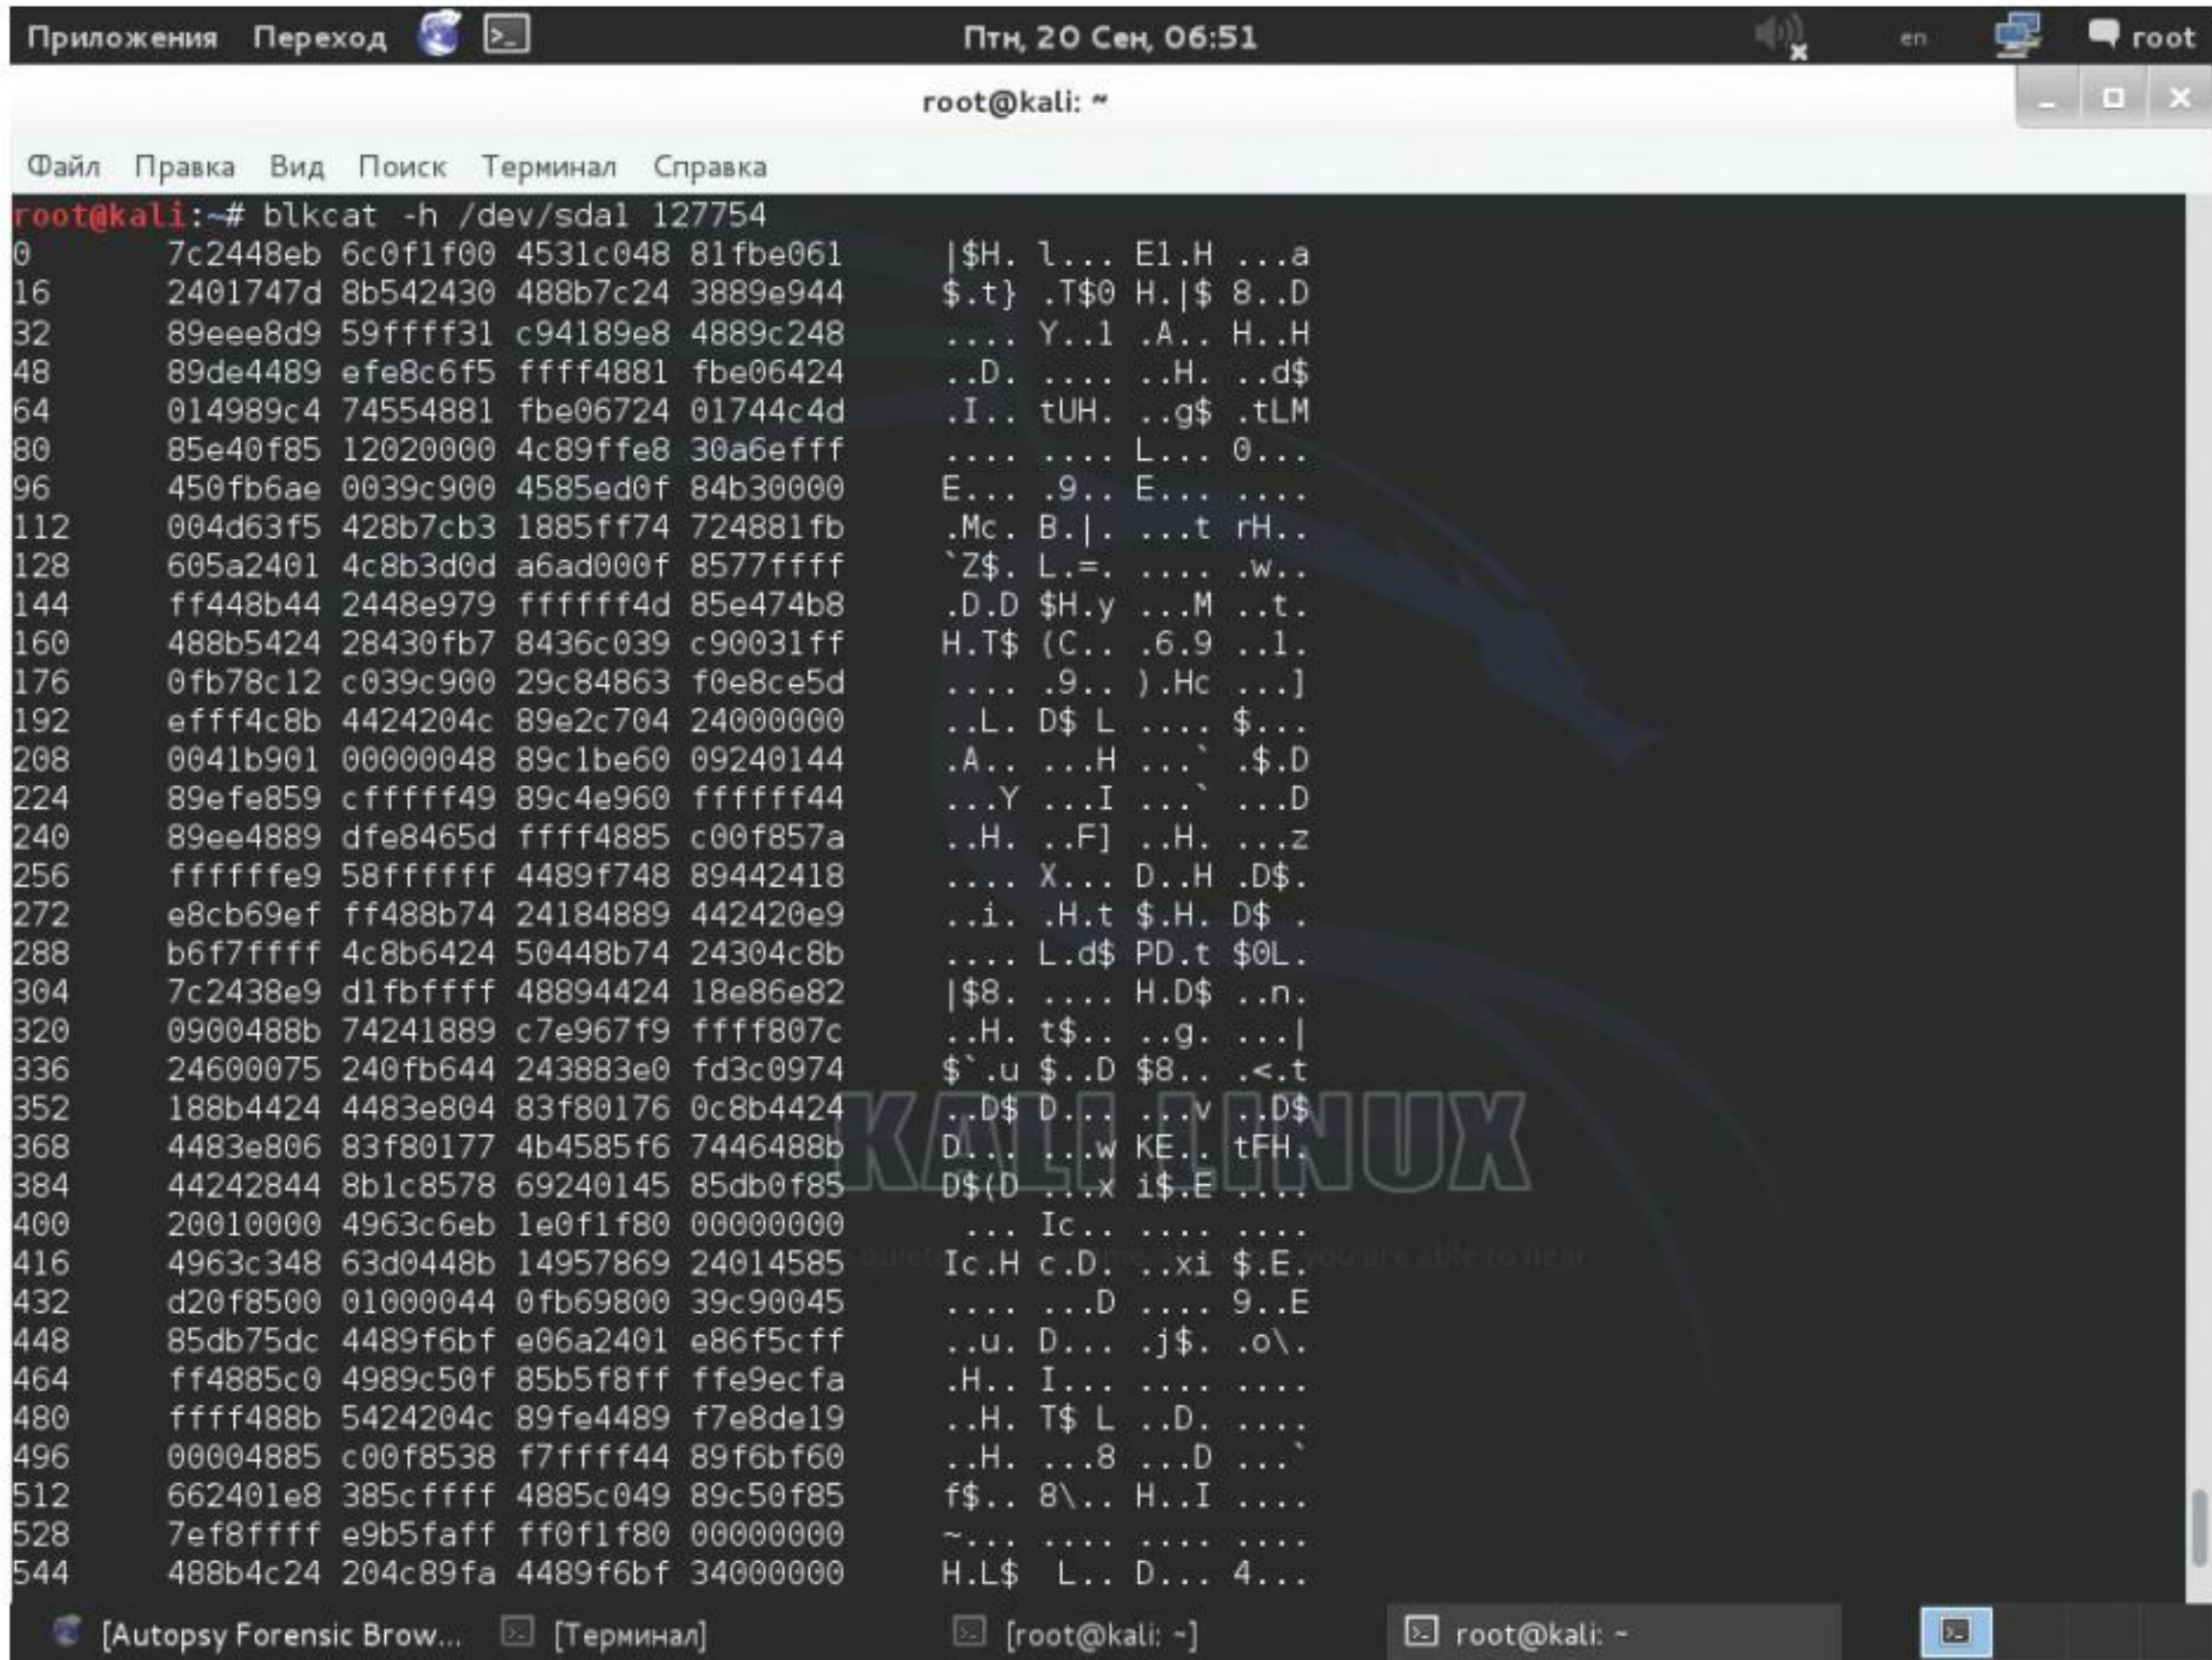 Приложения Переход Птн, 20 Сен, 06:51 en root
root@kali: ~
Файл Правка Вид Поиск Терминал Справка
root@kali:~# blkcat -h /dev/sda1 127754
0 7c2448eb 6c0f1f00 4531c048 81fbe061 |$H. l... E1.H ...a
16 2401747d 8b542430 488b7c24 3889e944 $.t} .T$0 H.|$ 8..D
32 89eee8d9 59ffff31 c94189e8 4889c248 .... Y..1 .A.. H..H
48 89de4489 efe8c6f5 ffff4881 fbe06424 ..D. .... ..H. ..d$
64 014989c4 74554881 fbe06724 01744c4d .I.. tUH. ..g$ .tLM
80 85e40f85 12020000 4c89ffe8 30a6efff .... .... L... 0...
96 450fb6ae 0039c900 4585ed0f 84b30000 E... .9.. E... ....
112 004d63f5 428b7cb3 1885ff74 724881fb .Mc. B.|. ...t rH..
128 605a2401 4c8b3d0d a6ad000f 8577ffff `Z$. L.=. .... .w..
144 ff448b44 2448e979 ffffff4d 85e474b8 .D.D $H.y ...M ..t.
160 488b5424 28430fb7 8436c039 c90031ff H.T$ (C.. .6.9 ..1.
176 0fb78c12 c039c900 29c84863 f0e8ce5d .... .9.. ).Hc ...]
192 efff4c8b 4424204c 89e2c704 24000000 ..L. D$ L .... $...
208 0041b901 00000048 89c1be60 09240144 .A.. ...H ...` .$.D
224 89efe859 cfffff49 89c4e960 ffffff44 ...Y ...I ...` ...D
240 89ee4889 dfe8465d ffff4885 c00f857a ..H. ..F] ..H. ...z
256 ffffffe9 58ffffff 4489f748 89442418 .... X... D..H .D$.
272 e8cb69ef ff488b74 24184889 442420e9 ..i. .H.t $.H. D$ .
288 b6f7ffff 4c8b6424 50448b74 24304c8b .... L.d$ PD.t $0L.
304 7c2438e9 d1fbffff 48894424 18e86e82 |$8. .... H.D$ ..n.
320 0900488b 74241889 c7e967f9 ffff807c ..H. t$.. ..g. ...|
336 24600075 240fb644 243883e0 fd3c0974 $`.u $..D $8.. .<.t
352 188b4424 4483e804 83f80176 0c8b4424 ..D$ D... ...v ..D$
368 4483e806 83f80177 4b4585f6 7446488b D... ...w KE.. tFH.
384 44242844 8b1c8578 69240145 85db0f85 D$(D ...x i$.E ....
400 20010000 4963c6eb 1e0f1f80 00000000 ... Ic.. .... ....
416 4963c348 63d0448b 14957869 24014585 Ic.H c.D. ..xi $.E.
432 d20f8500 01000044 0fb69800 39c90045 .... ...D .... 9..E
448 85db75dc 4489f6bf e06a2401 e86f5cff ..u. D... .j$. .o\.
464 ff4885c0 4989c50f 85b5f8ff ffe9ecfa .H.. I... .... ....
480 ffff488b 5424204c 89fe4489 f7e8de19 ..H. T$ L ..D. ....
496 00004885 c00f8538 f7ffff44 89f6bf60 ..H. ...8 ...D ...`
512 662401e8 385cffff 4885c049 89c50f85 f$.. 8\.. H..I ....
528 7ef8ffff e9b5faff ff0f1f80 00000000 ~... .... .... ....
544 488b4c24 204c89fa 4489f6bf 34000000 H.L$ L.. D... 4...
KALI LINUX
you are able to hear
[Autopsy Forensic Brow... [Терминал] [root@kali: ~] root@kali: ~